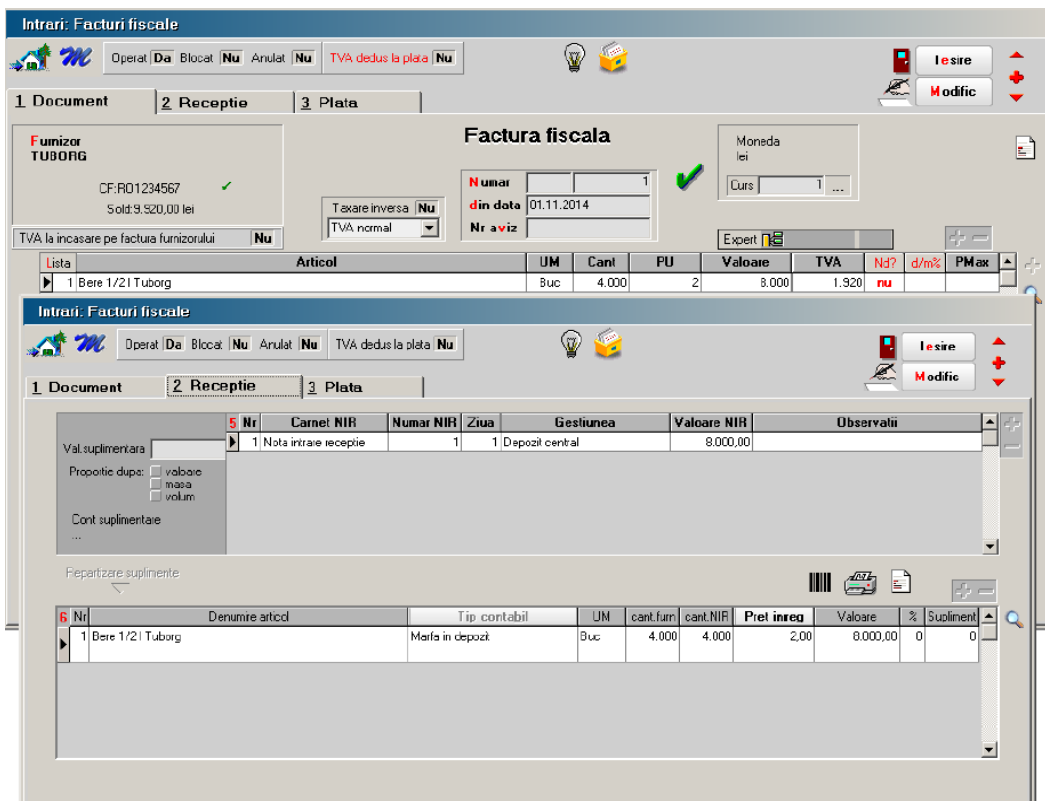 Intrari: Facturi fiscale
Operat Da Blocat Nu Anulat Nu TVA dedus la plata Nu
Iesire
Modific
1 Document 2 Receptie 3 Plata
Furnizor
TUBORG
CF:RO1234567
Sold:9.920,00 lei
TVA la incasare pe factura furnizorului Nu
Taxare inversa Nu
TVA normal
Factura fiscala
Numar 1
din data 01.11.2014
Nr aviz
Moneda
lei
Curs 1 ...
Expert
Lista Articol UM Cant PU Valoare TVA Nd? d/m% PMax
1 Bere 1/2 l Tuborg Buc 4.000 2 8.000 1.920 nu
Intrari: Facturi fiscale
Operat Da Blocat Nu Anulat Nu TVA dedus la plata Nu
Iesire
Modific
1 Document 2 Receptie 3 Plata
Val.suplimentara
Propoitie dupa: valoare
masa
volum
Cont suplimentare
...
5 Nr Carnet NIR Numar NIR Ziua Gestiunea Valoare NIR Observatii
1 Nota intrare receptie 1 1 Depozit central 8.000,00
Repartizare suplimente
6 Nr Denumire articol Tip contabil UM cant.furn cant.NIR Pret inreg Valoare % Supliment
1 Bere 1/2 l Tuborg Marfa in depozit Buc 4.000 4.000 2,00 8.000,00 0 0